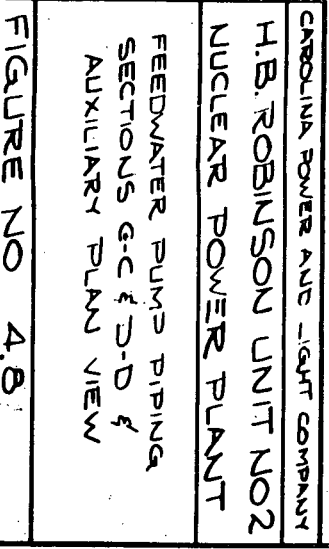 CAROLINA POWER AND LIGHT COMPANY
H.B. ROBINSON UNIT NO2
NUCLEAR POWER PLANT
FEEDWATER PUMP PIPING
SECTIONS C-C & D-D &
AUXILIARY PLAN VIEW
FIGURE NO 4.8